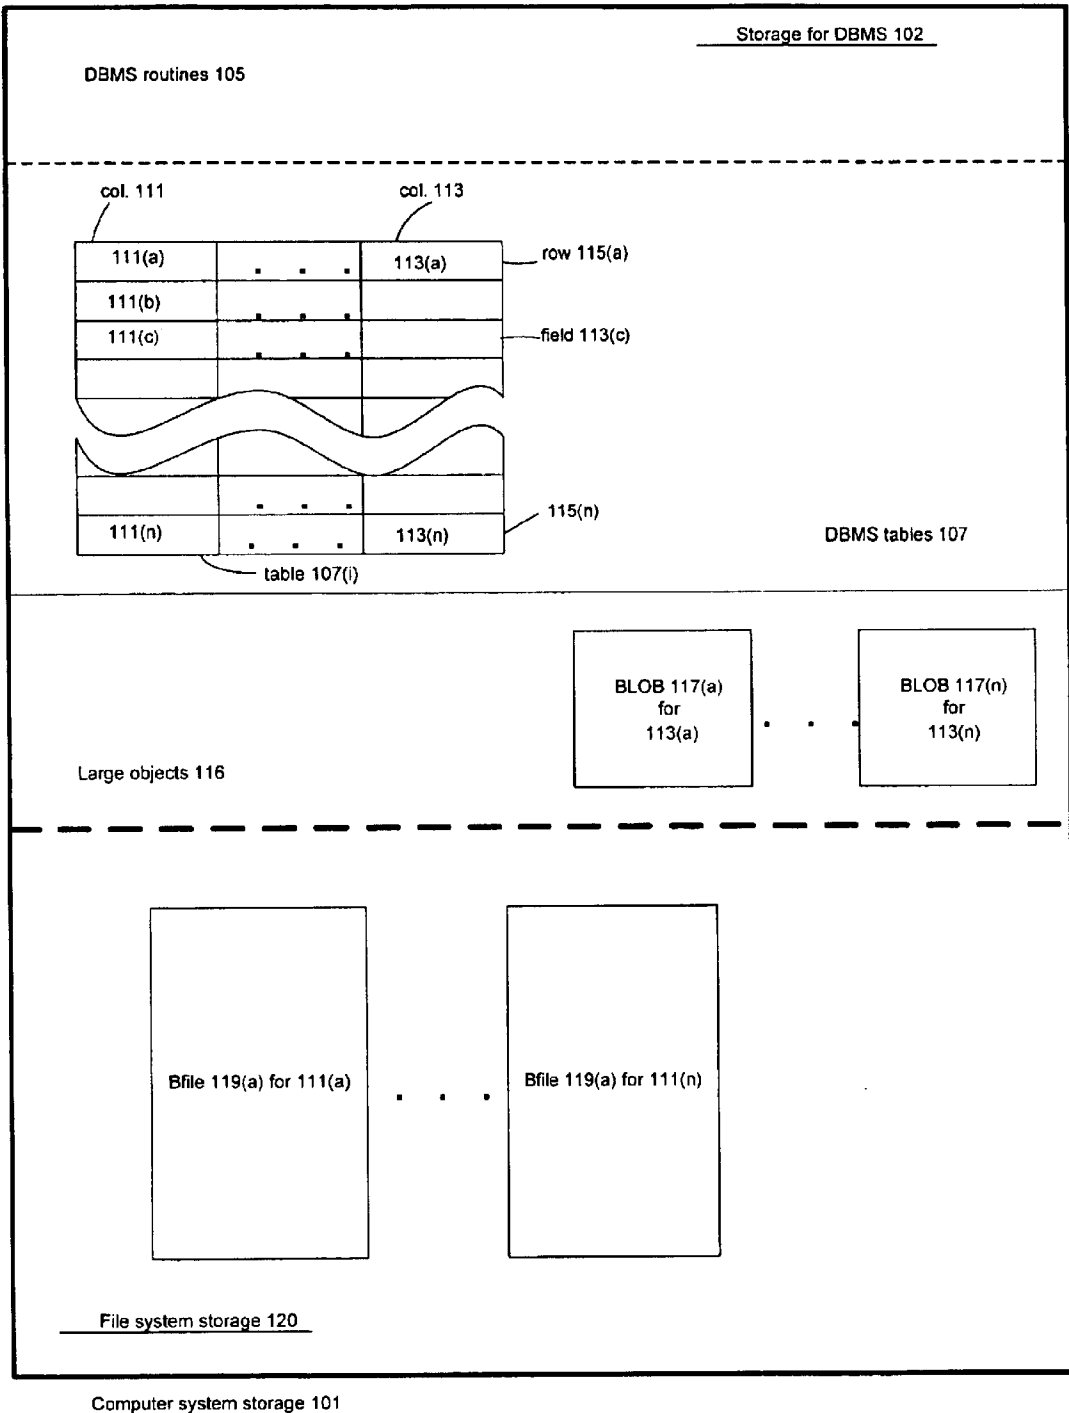 Storage for DBMS 102
DBMS routines 105
col. 111
col. 113
111(a)
113(a)
row 115(a)
111(b)
111(c)
field 113(c)
111(n)
113(n)
115(n)
DBMS tables 107
table 107(i)
BLOB 117(a)
for
113(a)
BLOB 117(n)
for
113(n)
Large objects 116
Bfile 119(a) for 111(a)
Bfile 119(a) for 111(n)
File system storage 120
Computer system storage 101